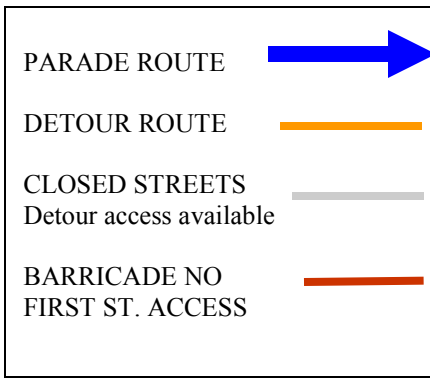 PARADE ROUTE
DETOUR ROUTE
CLOSED STREETS
Detour access available
BARRICADE NO
FIRST ST. ACCESS